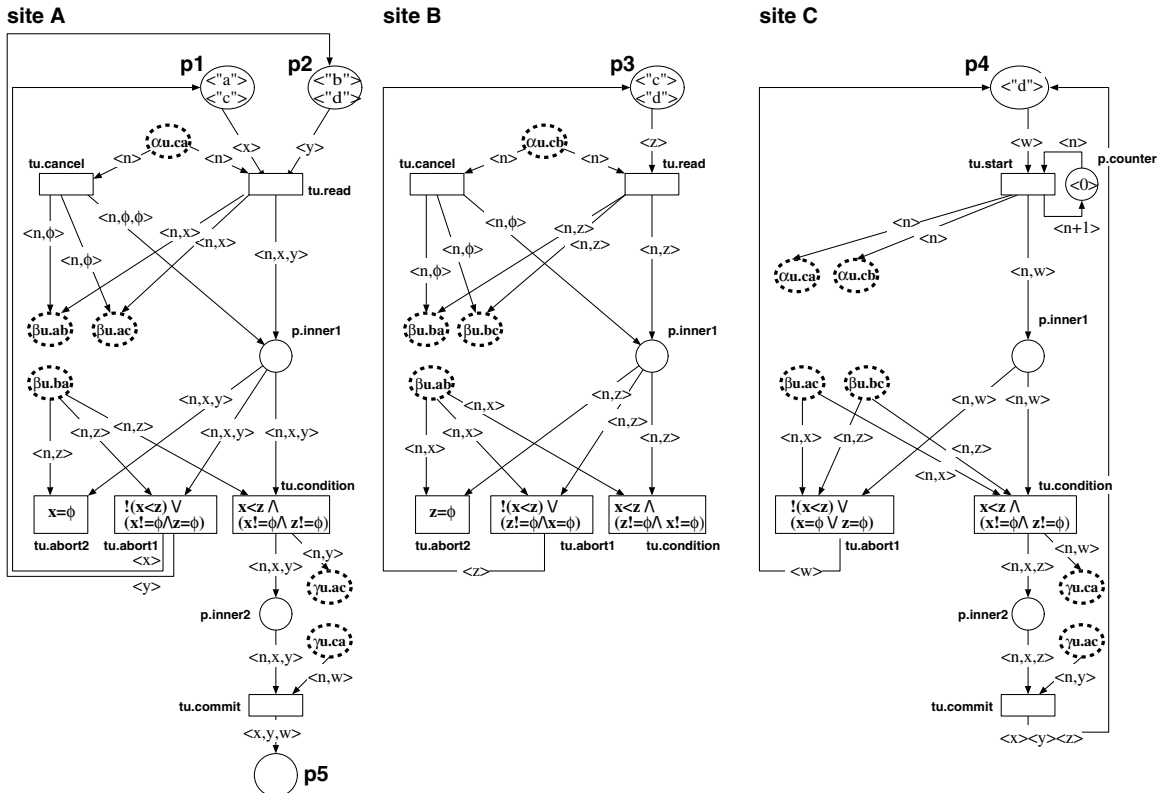 site A
p1
<"a">
<"c">
p2
<"b">
<"d">
αu.ca
<x>
<y>
tu.cancel
<n>
<n>
tu.read
<n,ϕ>
<n,ϕ>
<n,ϕ,ϕ>
<n,x>
<n,x>
<n,x,y>
βu.ab
βu.ac
p.inner1
βu.ba
<n,z>
<n,z>
<n,z>
<n,x,y>
<n,x,y>
<n,x,y>
tu.condition
x=ϕ
!(x<z) ⋁
(x!=ϕ⋀z=ϕ)
x<z ⋀
(x!=ϕ⋀ z!=ϕ)
tu.abort2
tu.abort1
<x>
<y>
<n,y>
<n,x,y>
γu.ac
p.inner2
γu.ca
<n,x,y>
<n,w>
tu.commit
<x,y,w>
p5
site B
p3
<"c">
<"d">
αu.cb
<z>
tu.cancel
<n>
<n>
tu.read
<n,ϕ>
<n,ϕ>
<n,ϕ>
<n,z>
<n,z>
<n,z>
βu.ba
βu.bc
p.inner1
βu.ab
<n,x>
<n,x>
<n,x>
<n,z>
<n,z>
<n,z>
z=ϕ
!(x<z) ⋁
(z!=ϕ⋀x=ϕ)
x<z ⋀
(z!=ϕ⋀ x!=ϕ)
tu.abort2
tu.abort1
tu.condition
<z>
site C
p4
<"d">
<w>
<n>
p.counter
tu.start
<0>
<n+1>
<n>
<n>
αu.ca
αu.cb
<n,w>
p.inner1
βu.ac
βu.bc
<n,w>
<n,w>
<n,x>
<n,z>
<n,z>
<n,x>
tu.condition
!(x<z) ⋁
(x=ϕ ⋁ z=ϕ)
x<z ⋀
(x!=ϕ⋀ z!=ϕ)
tu.abort1
<w>
<n,w>
<n,x,z>
γu.ca
p.inner2
γu.ac
<n,x,z>
<n,y>
tu.commit
<x><y><z>